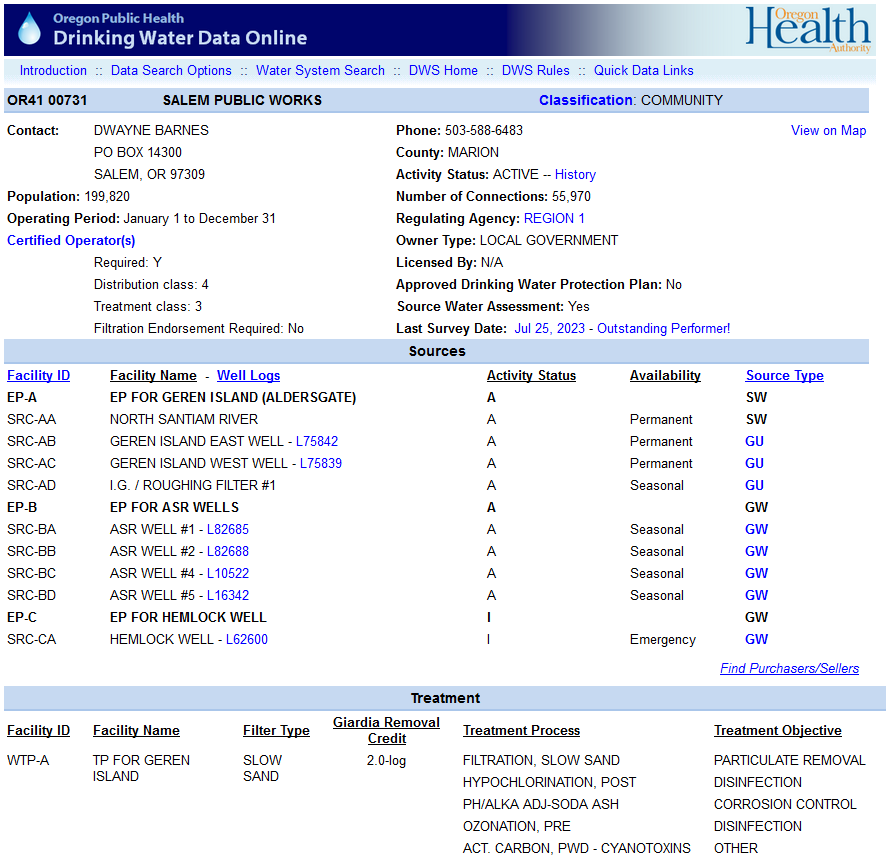 Oregon Public Health
Drinking Water Data Online
Oregon
Health
Authority
Introduction :: Data Search Options :: Water System Search :: DWS Home :: DWS Rules :: Quick Data Links
OR41 00731 SALEM PUBLIC WORKS Classification: COMMUNITY
Contact: DWAYNE BARNES Phone: 503-588-6483 View on Map
PO BOX 14300 County: MARION
SALEM, OR 97309 Activity Status: ACTIVE -- History
Population: 199,820 Number of Connections: 55,970
Operating Period: January 1 to December 31 Regulating Agency: REGION 1
Certified Operator(s) Owner Type: LOCAL GOVERNMENT
Required: Y Licensed By: N/A
Distribution class: 4 Approved Drinking Water Protection Plan: No
Treatment class: 3 Source Water Assessment: Yes
Filtration Endorsement Required: No Last Survey Date: Jul 25, 2023 - Outstanding Performer!
Sources
Facility ID Facility Name - Well Logs Activity Status Availability Source Type
EP-A EP FOR GEREN ISLAND (ALDERSGATE) A SW
SRC-AA NORTH SANTIAM RIVER A Permanent SW
SRC-AB GEREN ISLAND EAST WELL - L75842 A Permanent GU
SRC-AC GEREN ISLAND WEST WELL - L75839 A Permanent GU
SRC-AD I.G. / ROUGHING FILTER #1 A Seasonal GU
EP-B EP FOR ASR WELLS A GW
SRC-BA ASR WELL #1 - L82685 A Seasonal GW
SRC-BB ASR WELL #2 - L82688 A Seasonal GW
SRC-BC ASR WELL #4 - L10522 A Seasonal GW
SRC-BD ASR WELL #5 - L16342 A Seasonal GW
EP-C EP FOR HEMLOCK WELL I GW
SRC-CA HEMLOCK WELL - L62600 I Emergency GW
Find Purchasers/Sellers
Treatment
Facility ID Facility Name Filter Type Giardia Removal Treatment Process Treatment Objective
Credit
WTP-A TP FOR GEREN SLOW 2.0-log FILTRATION, SLOW SAND PARTICULATE REMOVAL
ISLAND SAND
HYPOCHLORINATION, POST DISINFECTION
PH/ALKA ADJ-SODA ASH CORROSION CONTROL
OZONATION, PRE DISINFECTION
ACT. CARBON, PWD - CYANOTOXINS OTHER